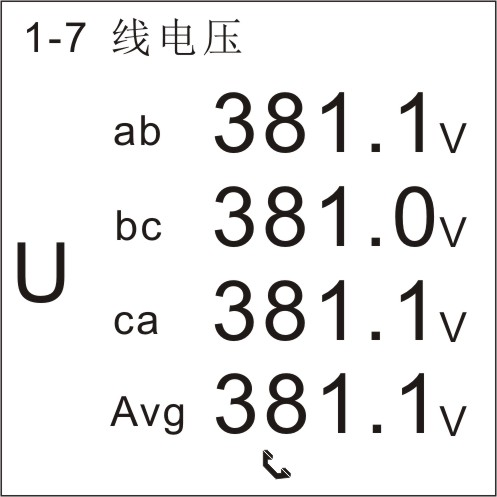 1-7 线电压
ab 381.1V
bc 381.0V
U
ca 381.1V
Avg 381.1V